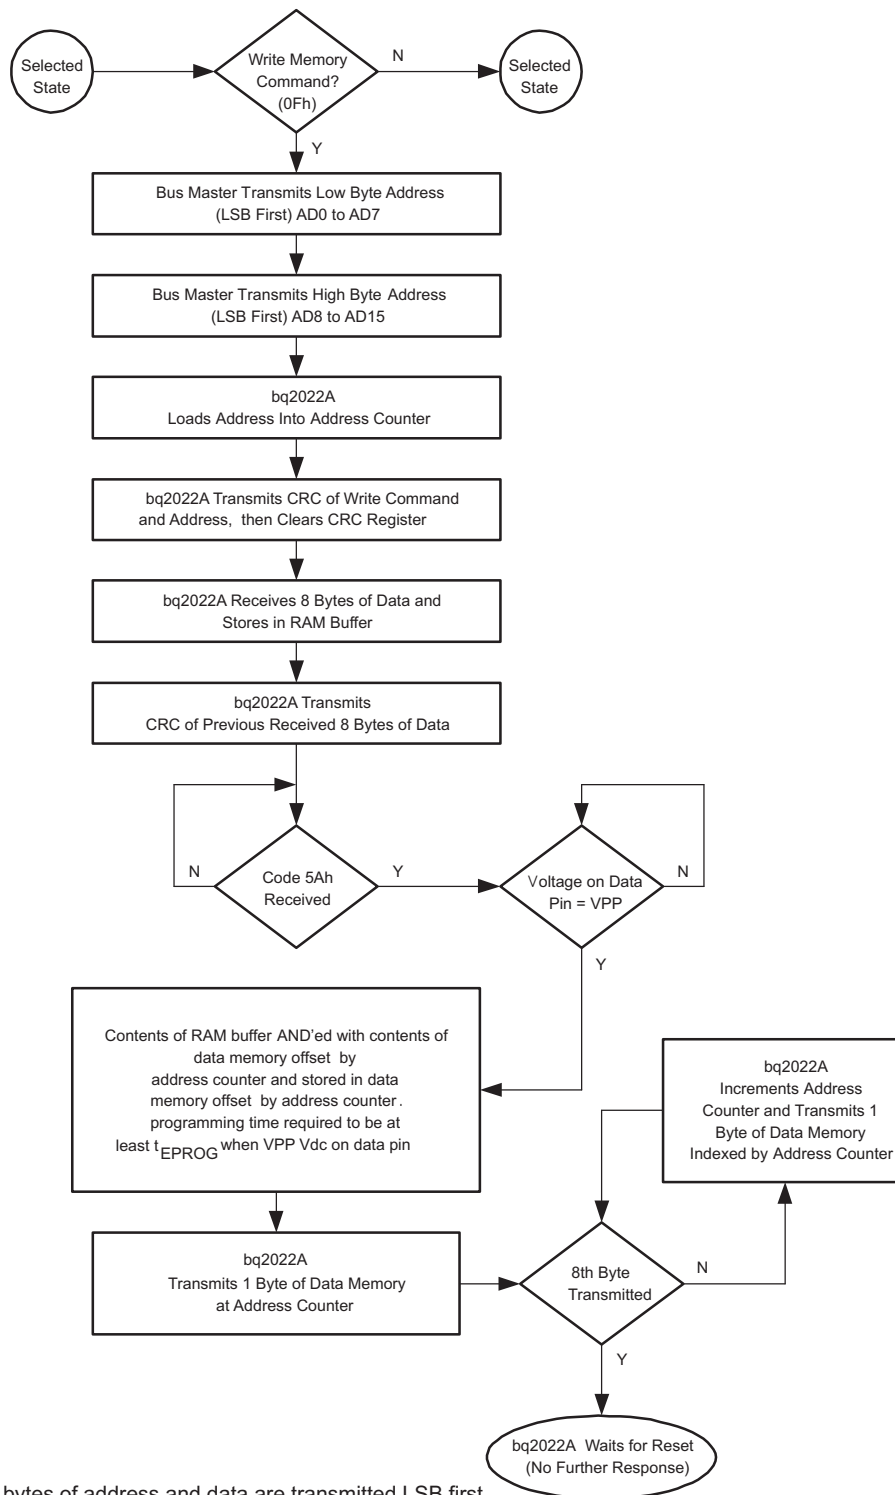 Selected
State
Write Memory
Command?
(0Fh)
N
Selected
State
Y
Bus Master Transmits Low Byte Address
(LSB First) AD0 to AD7
Bus Master Transmits High Byte Address
(LSB First) AD8 to AD15
bq2022A
Loads Address Into Address Counter
bq2022A Transmits CRC of Write Command
and Address, then Clears CRC Register
bq2022A Receives 8 Bytes of Data and
Stores in RAM Buffer
bq2022A Transmits
CRC of Previous Received 8 Bytes of Data
N
Code 5Ah
Received
Y
Voltage on Data
Pin = VPP
N
Y
Contents of RAM buffer AND'ed with contents of
data memory offset by
address counter and stored in data
memory offset by address counter.
programming time required to be at
least tEPROG when VPP Vdc on data pin
bq2022A
Increments Address
Counter and Transmits 1
Byte of Data Memory
Indexed by Address Counter
bq2022A
Transmits 1 Byte of Data Memory
at Address Counter
8th Byte
Transmitted
N
Y
bq2022A Waits for Reset
(No Further Response)
bytes of address and data are transmitted LSB first